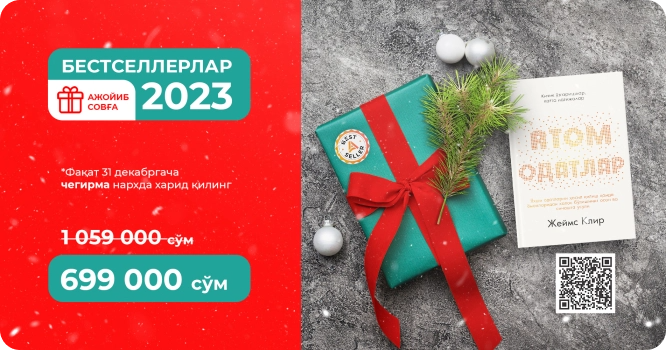 БЕСТСЕЛЛЕРЛАР
АЖОЙИБ
СОВҒА
2023
*Фақат 31 декабргача
чегирма нархда харид қилинг
1 059 000 сўм
699 000 сўм
BEST
SELLER
АТОМ
ОДАТЛАР
Жеймс Клир